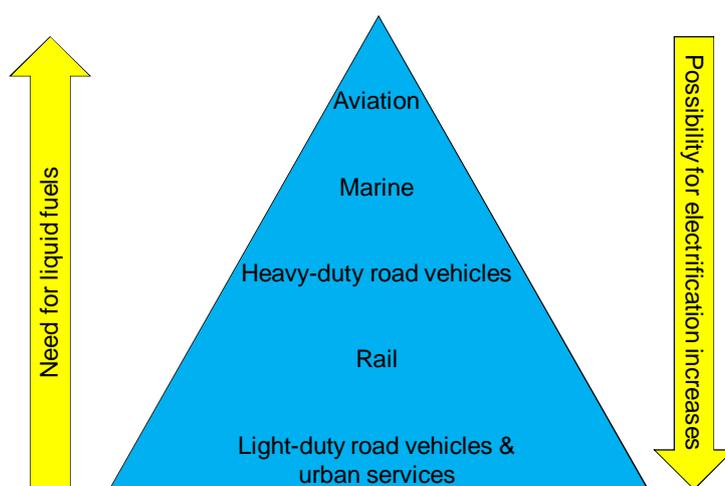 Need for liquid fuels
Aviation
Marine
Heavy-duty road vehicles
Rail
Light-duty road vehicles &
urban services
Possibility for electrification increases